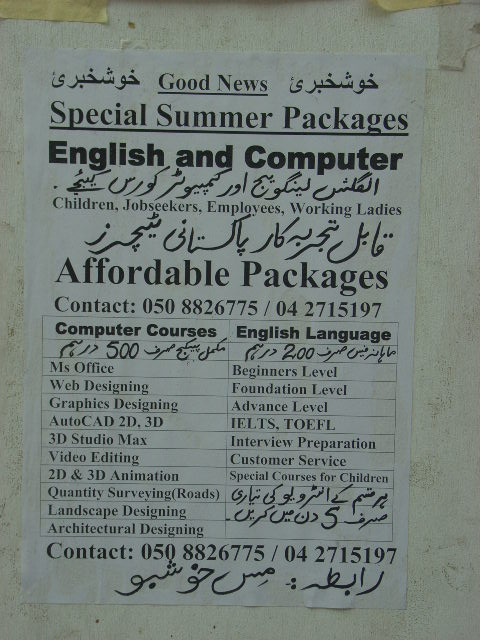 خوشخبری Good News خوشخبری
Special Summer Packages
English and Computer
انگلش لینگویج اور کمپیوٹر کورس کیجئے۔
Children, Jobseekers, Employees, Working Ladies
قابل تجربہ کار پاکستانی ٹیچرز
Affordable Packages
Contact: 050 8826775 / 04 2715197
Computer Courses English Language
مکمل پیکیج صرف 500 درہم ماہانہ فیس صرف 200 درہم
Ms Office Beginners Level
Web Designing Foundation Level
Graphics Designing Advance Level
AutoCAD 2D, 3D IELTS, TOEFL
3D Studio Max Interview Preparation
Video Editing Customer Service
2D & 3D Animation Special Courses for Children
Quantity Surveying(Roads) ہر قسم کے انٹرویو کی تیاری
Landscape Designing صرف 5 دن میں کریں۔
Architectural Designing
Contact: 050 8826775 / 04 2715197
رابطہ: مس خوشبو